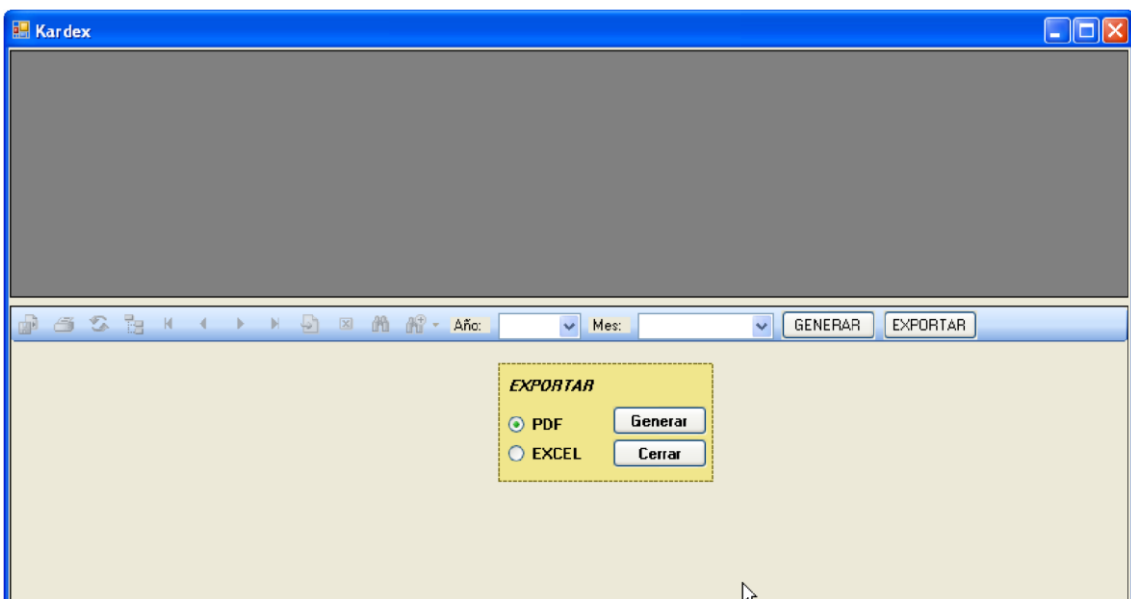 Kardex
Año: Mes: GENERAR EXPORTAR
EXPORTAR
PDF Generar
EXCEL Cerrar